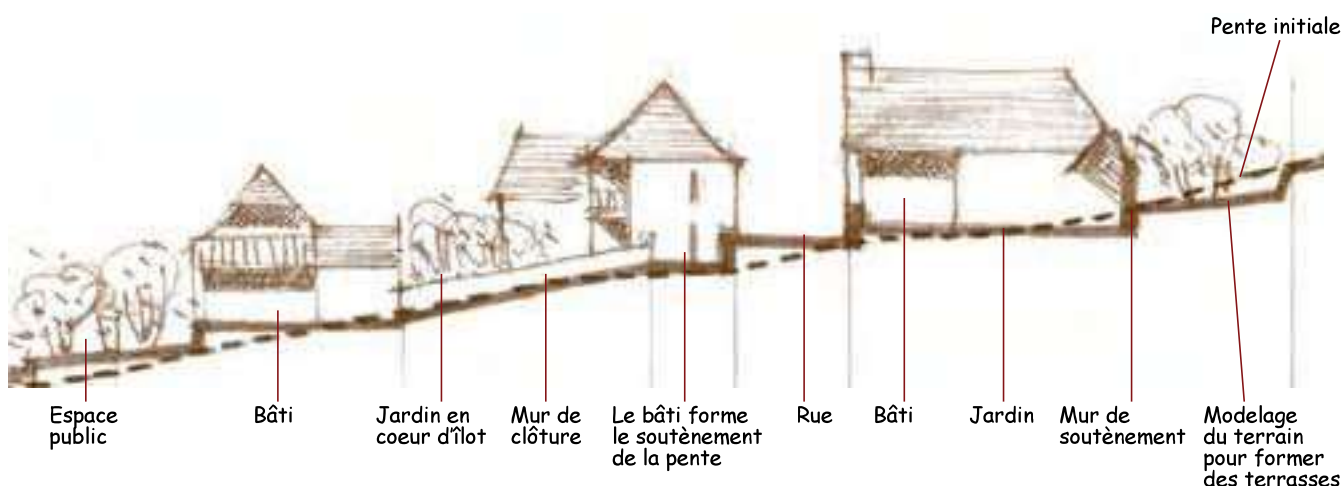 Pente initiale
Espace
public
Bâti
Jardin en
coeur d'îlot
Mur de
clôture
Le bâti forme
le soutènement
de la pente
Rue
Bâti
Jardin
Mur de
soutènement
Modelage
du terrain
pour former
des terrasses